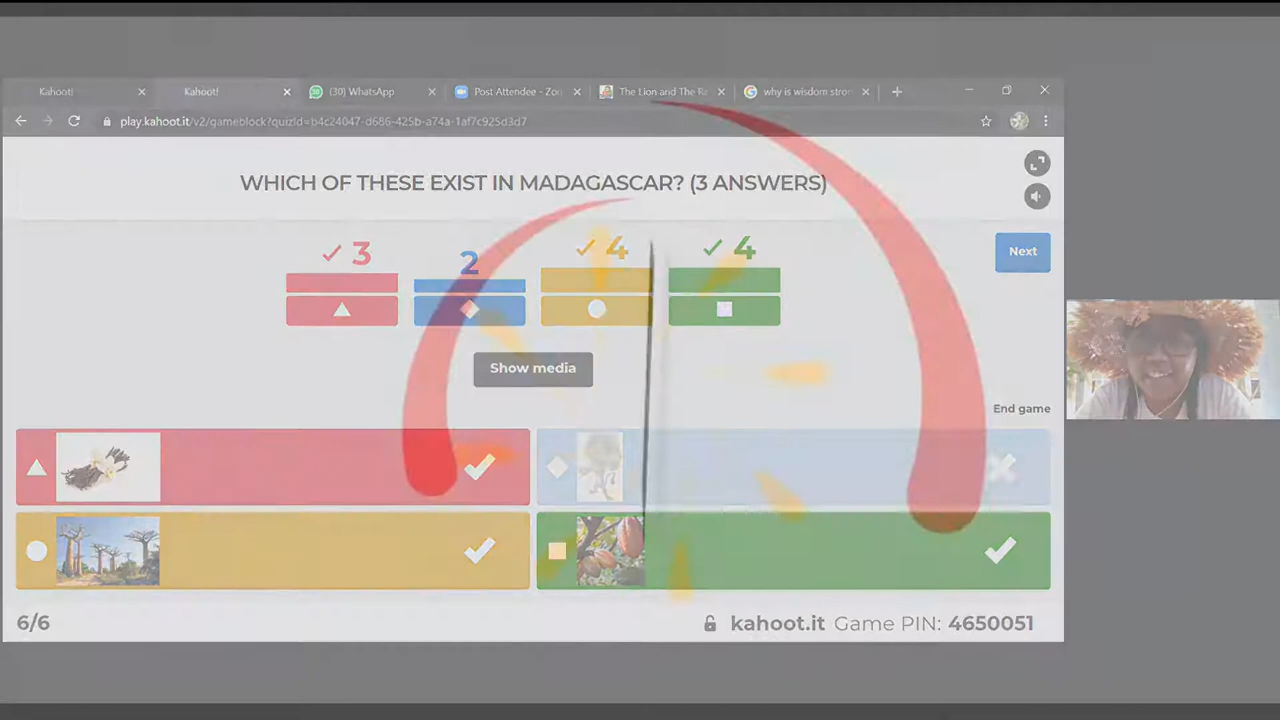 Kahoot!
Kahoot!
(30) WhatsApp
Post Attendee - Zoo
The Lion and The Ra
why is wisdom stron
play.kahoot.it/v2/gameblock?quizId=b4c24047-d686-425b-a74a-1af7c925d3d7
WHICH OF THESE EXIST IN MADAGASCAR? (3 ANSWERS)
3
2
4
4
Next
Show media
End game
6/6
kahoot.it Game PIN: 4650051